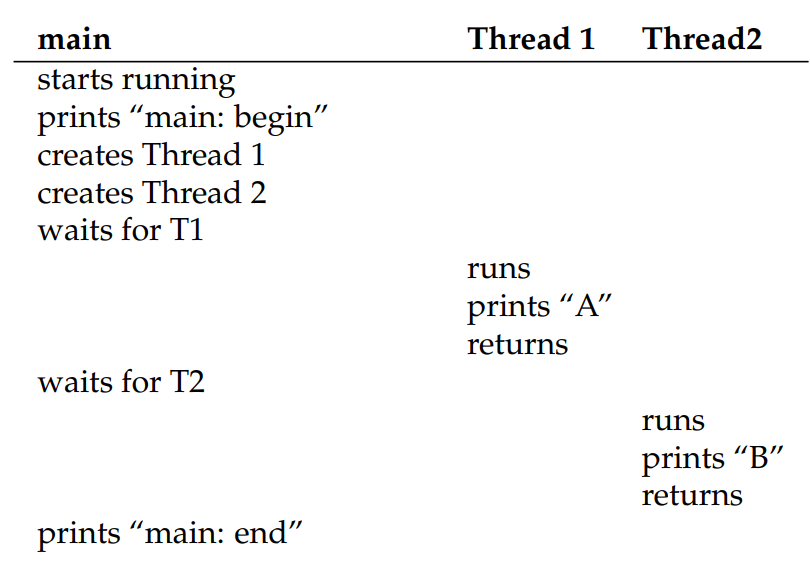 main Thread 1 Thread2
starts running
prints “main: begin”
creates Thread 1
creates Thread 2
waits for T1
runs
prints “A”
returns
waits for T2
runs
prints “B”
returns
prints “main: end”